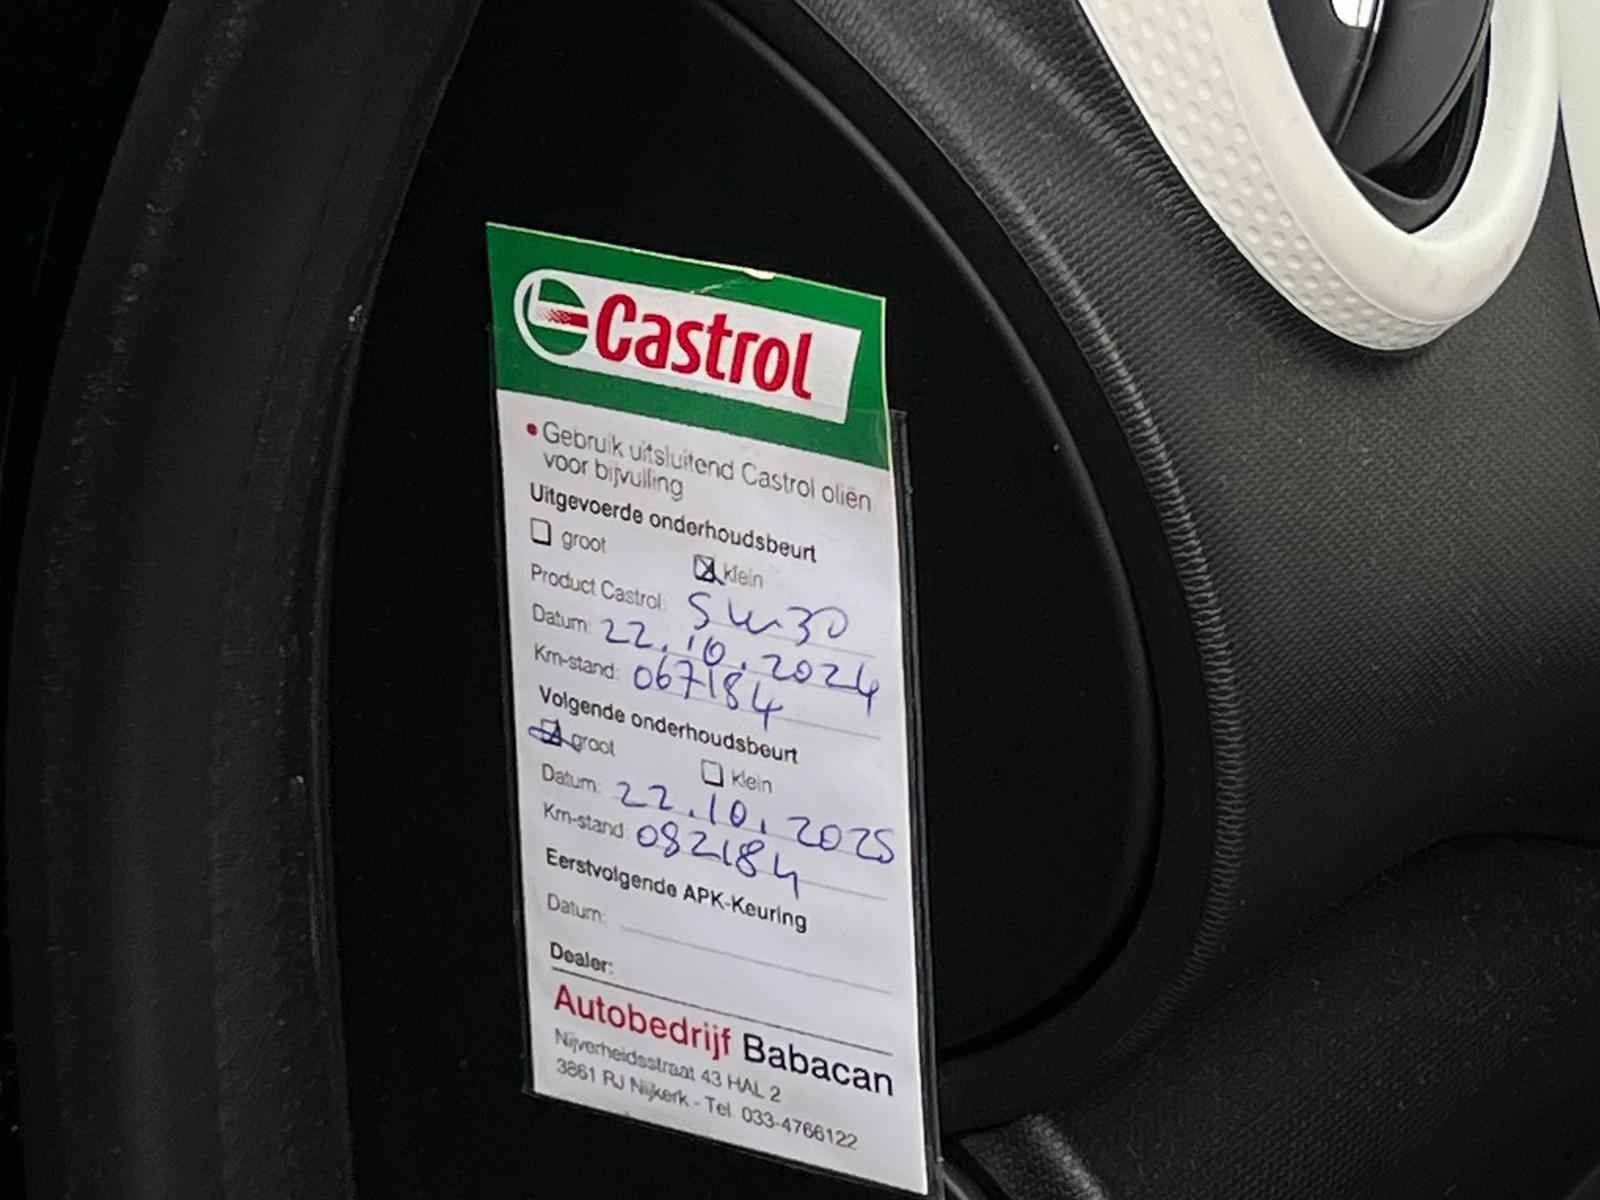 Castrol
• Gebruik uitsluitend Castrol oliën
voor bijvulling
Uitgevoerde onderhoudsbeurt
☐ groot ☒ klein
Product Castrol: 5w30
Datum: 22.10.2024
Km-stand: 067184
Volgende onderhoudsbeurt
☒ groot ☐ klein
Datum: 22.10.2025
Km-stand: 082184
Eerstvolgende APK-Keuring
Datum:
Dealer:
Autobedrijf Babacan
Nijverheidsstraat 43 HAL 2
3861 RJ Nijkerk - Tel. 033-4766122